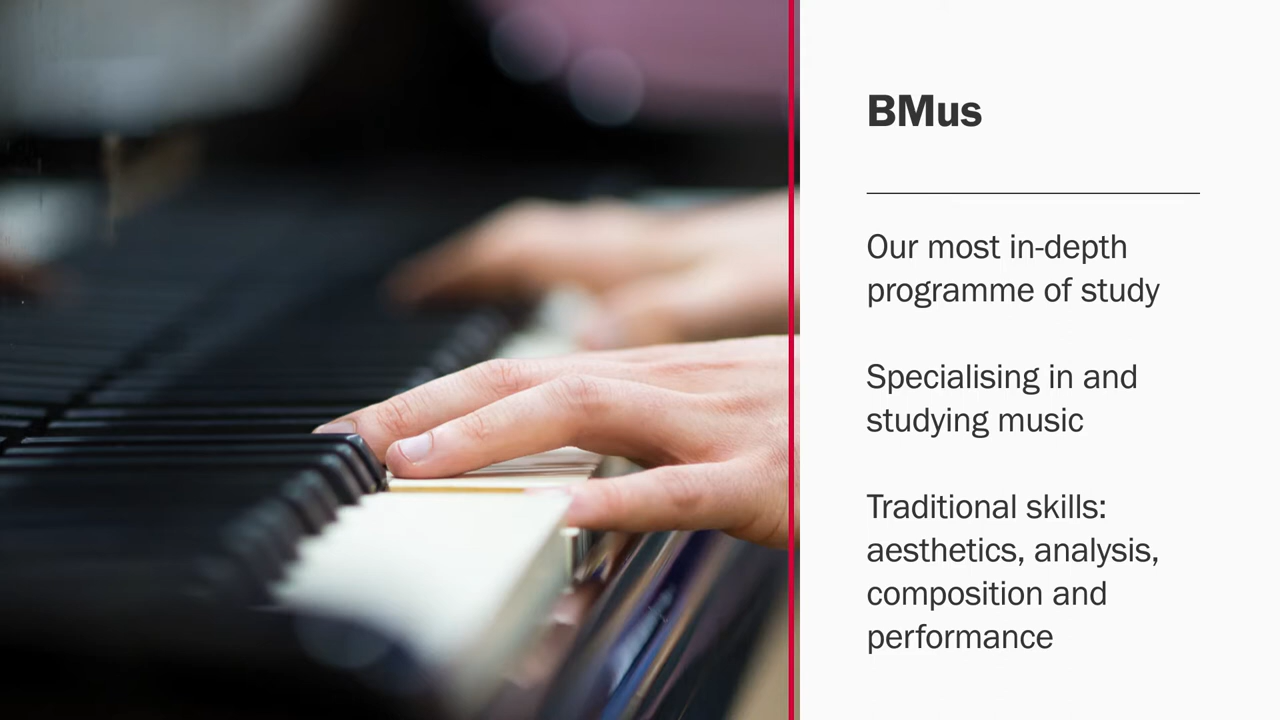 BMus
Our most in-depth
programme of study
Specialising in and
studying music
Traditional skills:
aesthetics, analysis,
composition and
performance